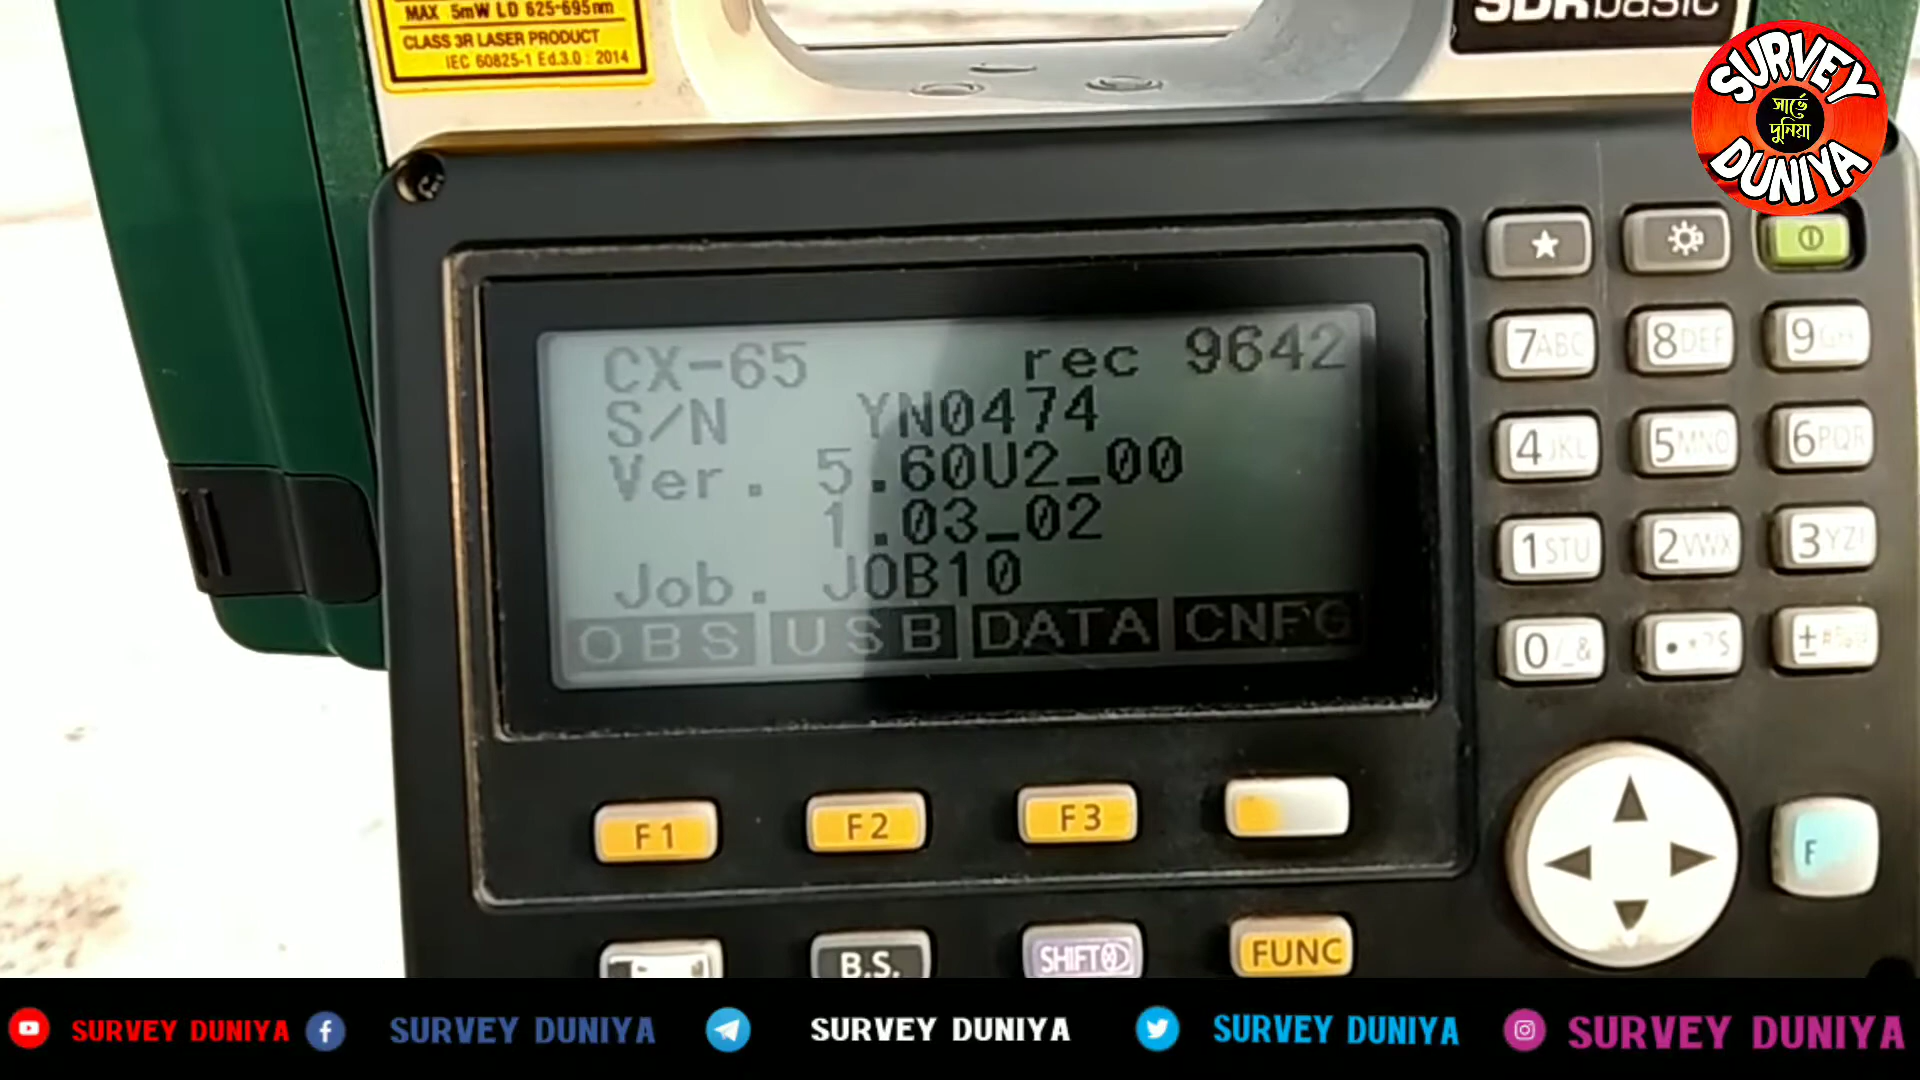 MAX 5mW LD 625-695nm
CLASS 3R LASER PRODUCT
IEC 60825-1 Ed.3.0 : 2014
SDRbasic
SURVEY
সার্ভে
দুনিয়া
DUNIYA
CX-65 rec 9642
S/N YN0474
Ver. 5.60U2_00
1.03_02
Job. JOB10
OBS USB DATA CNFG
7ABC 8DEF 9GHI
4JKL 5MNO 6PQR
1STU 2VWX 3YZ!
0/_& .*?$ ±
F1 F2 F3
F
B.S. SHIFT FUNC
SURVEY DUNIYA SURVEY DUNIYA SURVEY DUNIYA SURVEY DUNIYA SURVEY DUNIYA